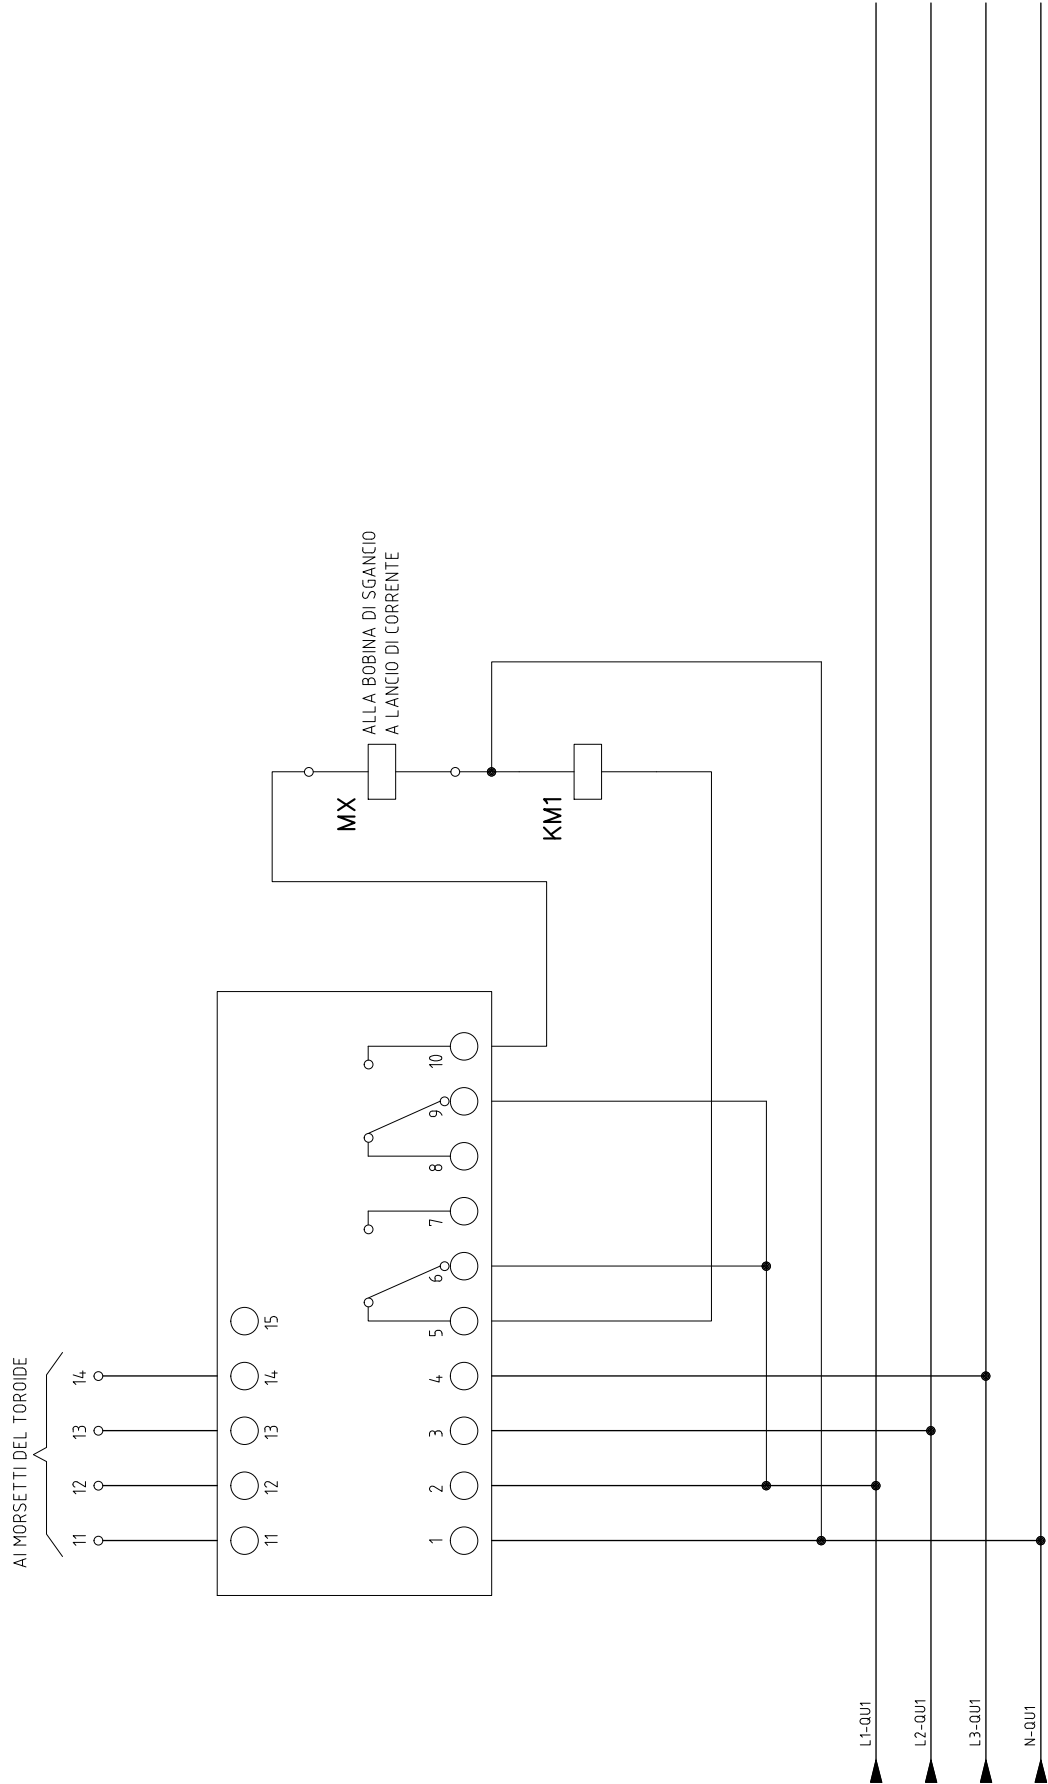 AI MORSETTI DEL TOROIDE
11 12 13 14
11 12 13 14 15
1 2 3 4 5 6 7 8 9 10
MX
ALLA BOBINA DI SGANCIO
A LANCIO DI CORRENTE
KM1
L1-QU1
L2-QU1
L3-QU1
N-QU1